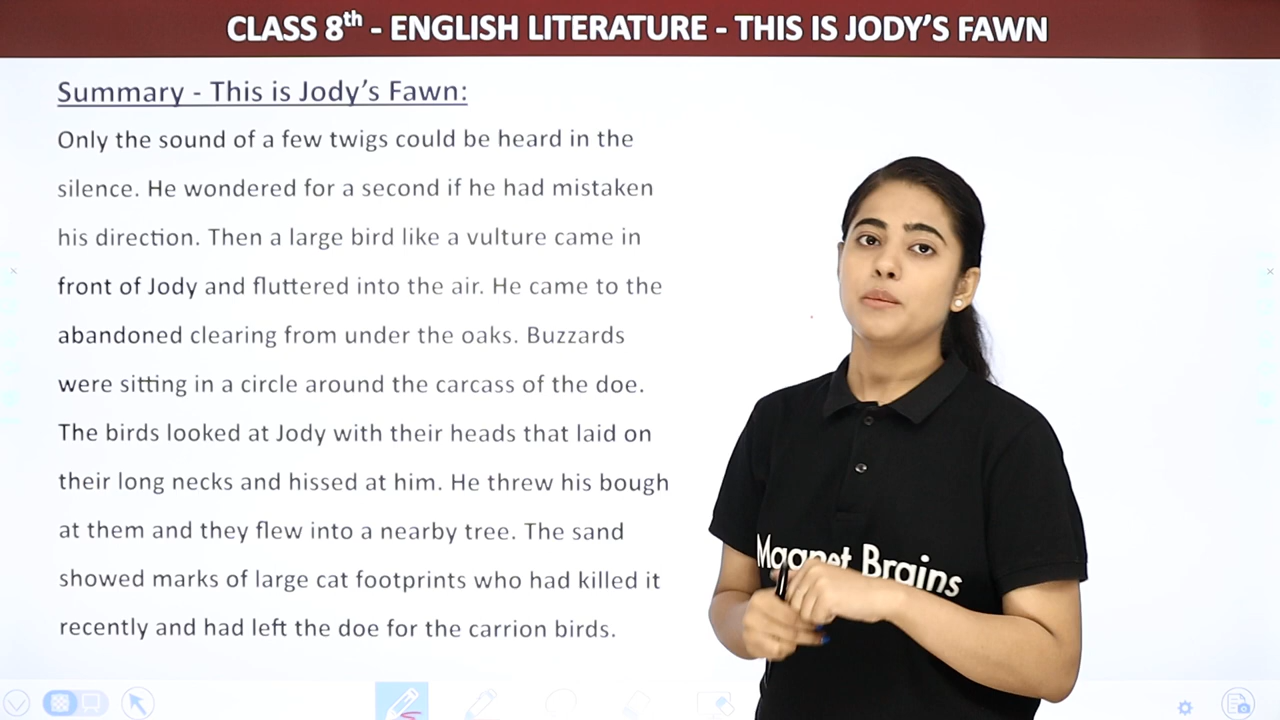 CLASS 8th - ENGLISH LITERATURE - THIS IS JODY'S FAWN
Summary - This is Jody's Fawn:
Only the sound of a few twigs could be heard in the
silence. He wondered for a second if he had mistaken
his direction. Then a large bird like a vulture came in
front of Jody and fluttered into the air. He came to the
abandoned clearing from under the oaks. Buzzards
were sitting in a circle around the carcass of the doe.
The birds looked at Jody with their heads that laid on
their long necks and hissed at him. He threw his bough
at them and they flew into a nearby tree. The sand
showed marks of large cat footprints who had killed it
recently and had left the doe for the carrion birds.
Magnet Brains